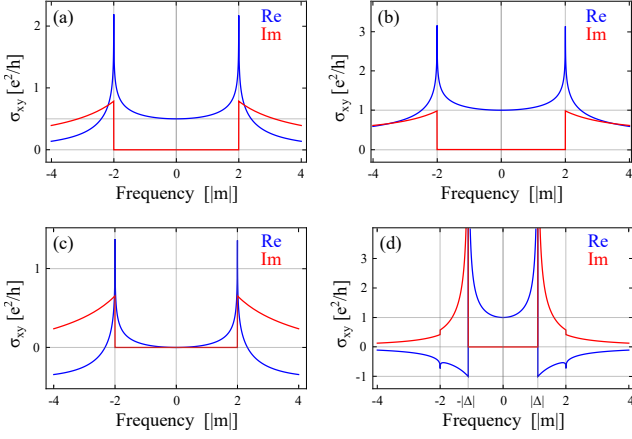 (a) Re
Im
σxy [e²/h]
2
1
0
-4 -2 0 2 4
Frequency [|m|]
(b) Re
Im
σxy [e²/h]
3
2
1
0
-4 -2 0 2 4
Frequency [|m|]
(c) Re
Im
σxy [e²/h]
1
0
-4 -2 0 2 4
Frequency [|m|]
(d) Re
Im
σxy [e²/h]
3
2
1
0
-1
-4 -2 -|Δ| 0 |Δ| 2 4
Frequency [|m|]